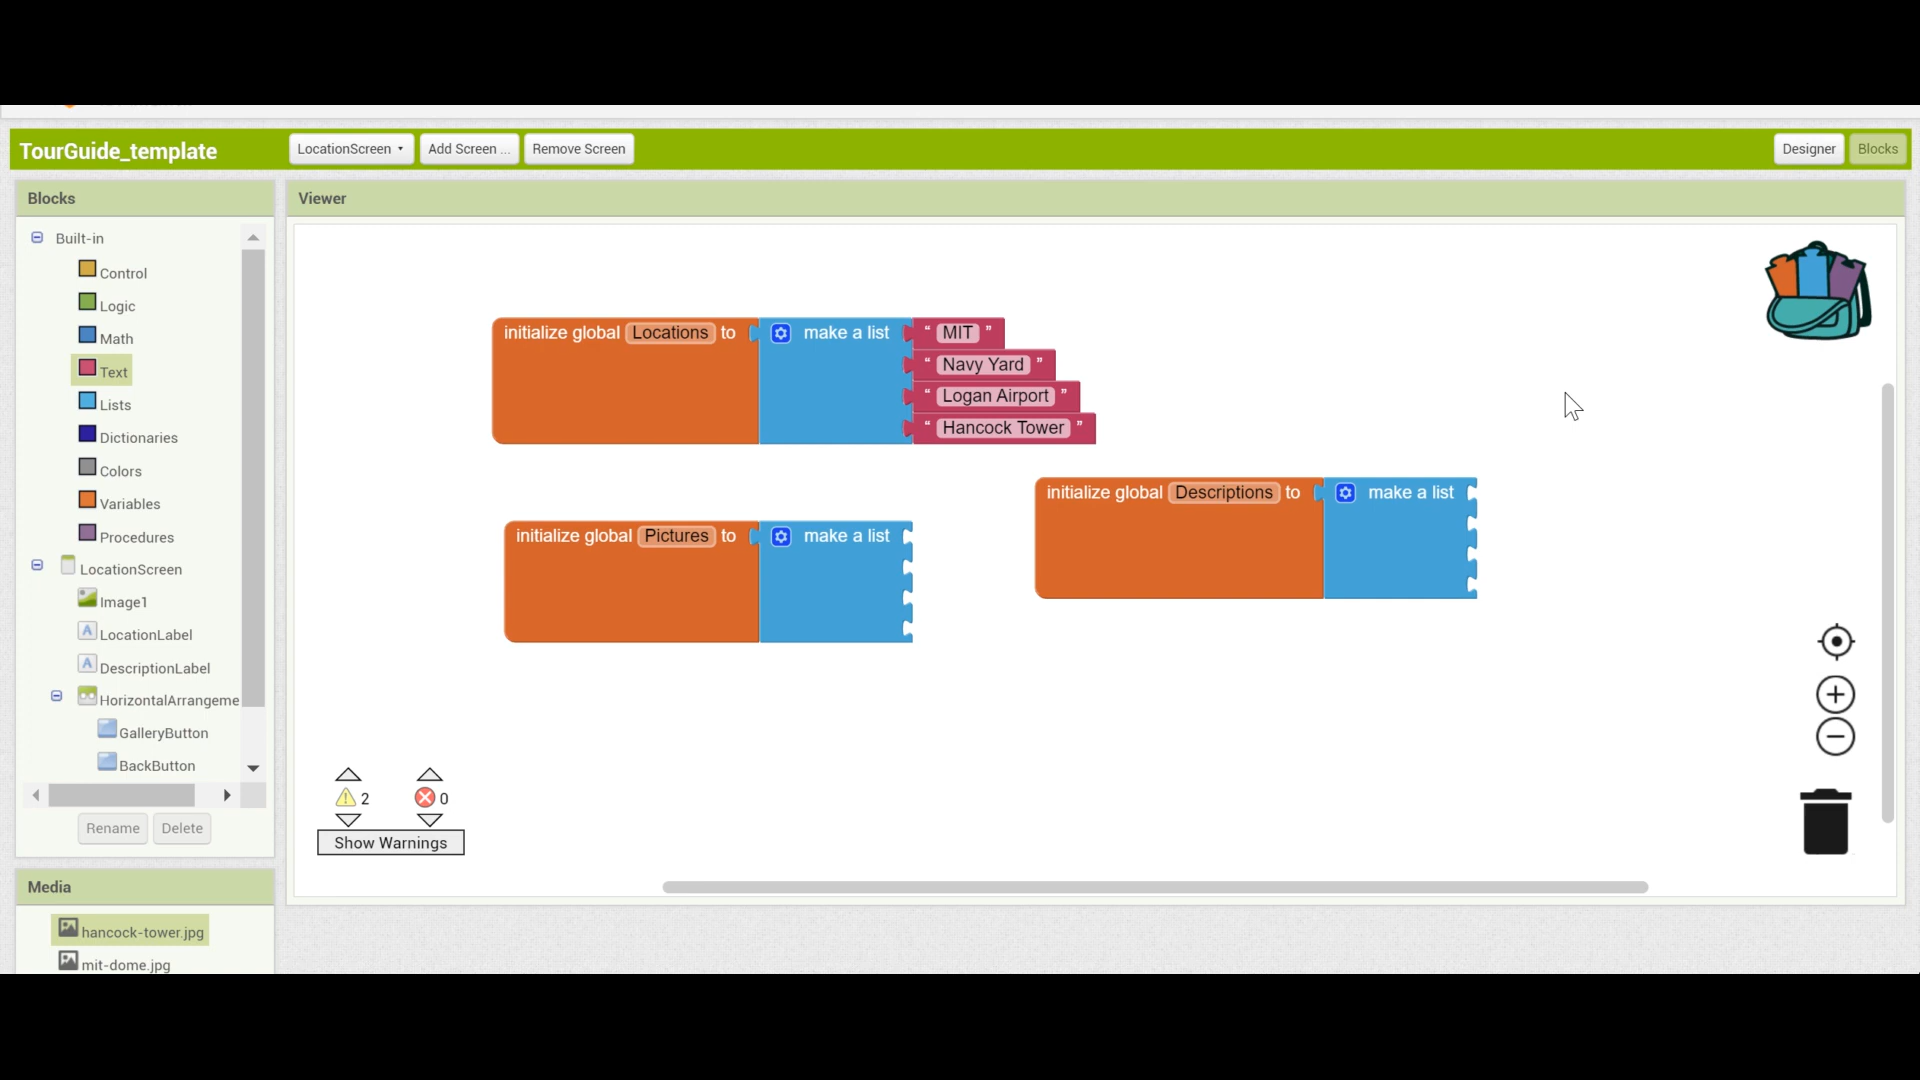 TourGuide_template
LocationScreen
Add Screen ...
Remove Screen
Designer
Blocks
Blocks
Viewer
Built-in
Control
Logic
Math
Text
Lists
Dictionaries
Colors
Variables
Procedures
LocationScreen
Image1
LocationLabel
DescriptionLabel
HorizontalArrangeme
GalleryButton
BackButton
Rename
Delete
Media
hancock-tower.jpg
mit-dome.jpg
initialize global Locations to make a list " MIT "
" Navy Yard "
" Logan Airport "
" Hancock Tower "
initialize global Descriptions to make a list
initialize global Pictures to make a list
2
0
Show Warnings